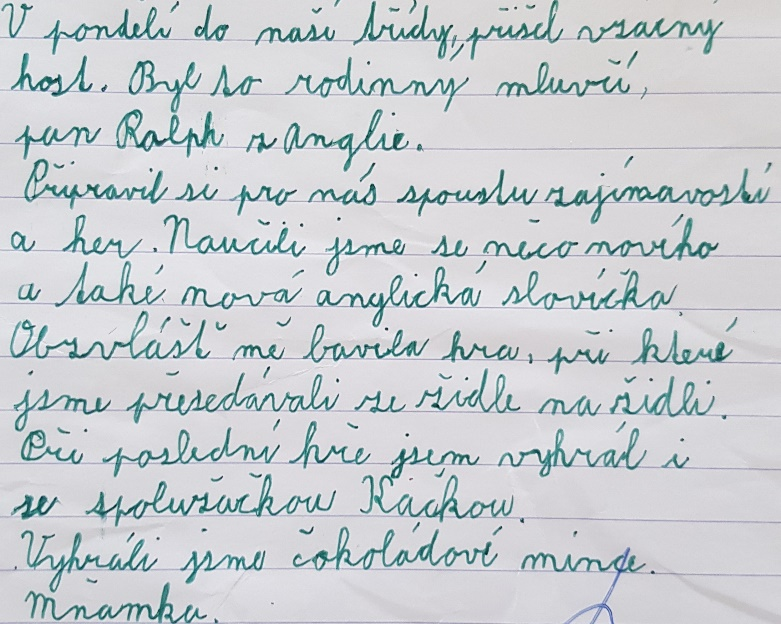 V pondělí do naší třídy, přišel vzácný
host. Byl to rodinný mluvčí,
pan Ralph z Anglie.
Připravil si pro nás spoustu zajímavostí
a her. Naučili jsme se něco nového
a také nová anglická slovíčka.
Obzvlášť mě bavila hra, při které
jsme přesedávali ze židle na židli.
Při poslední hře jsem vyhrál i
se spolužačkou Káčkou.
Vyhráli jsme čokoládové mince.
Mňamka.